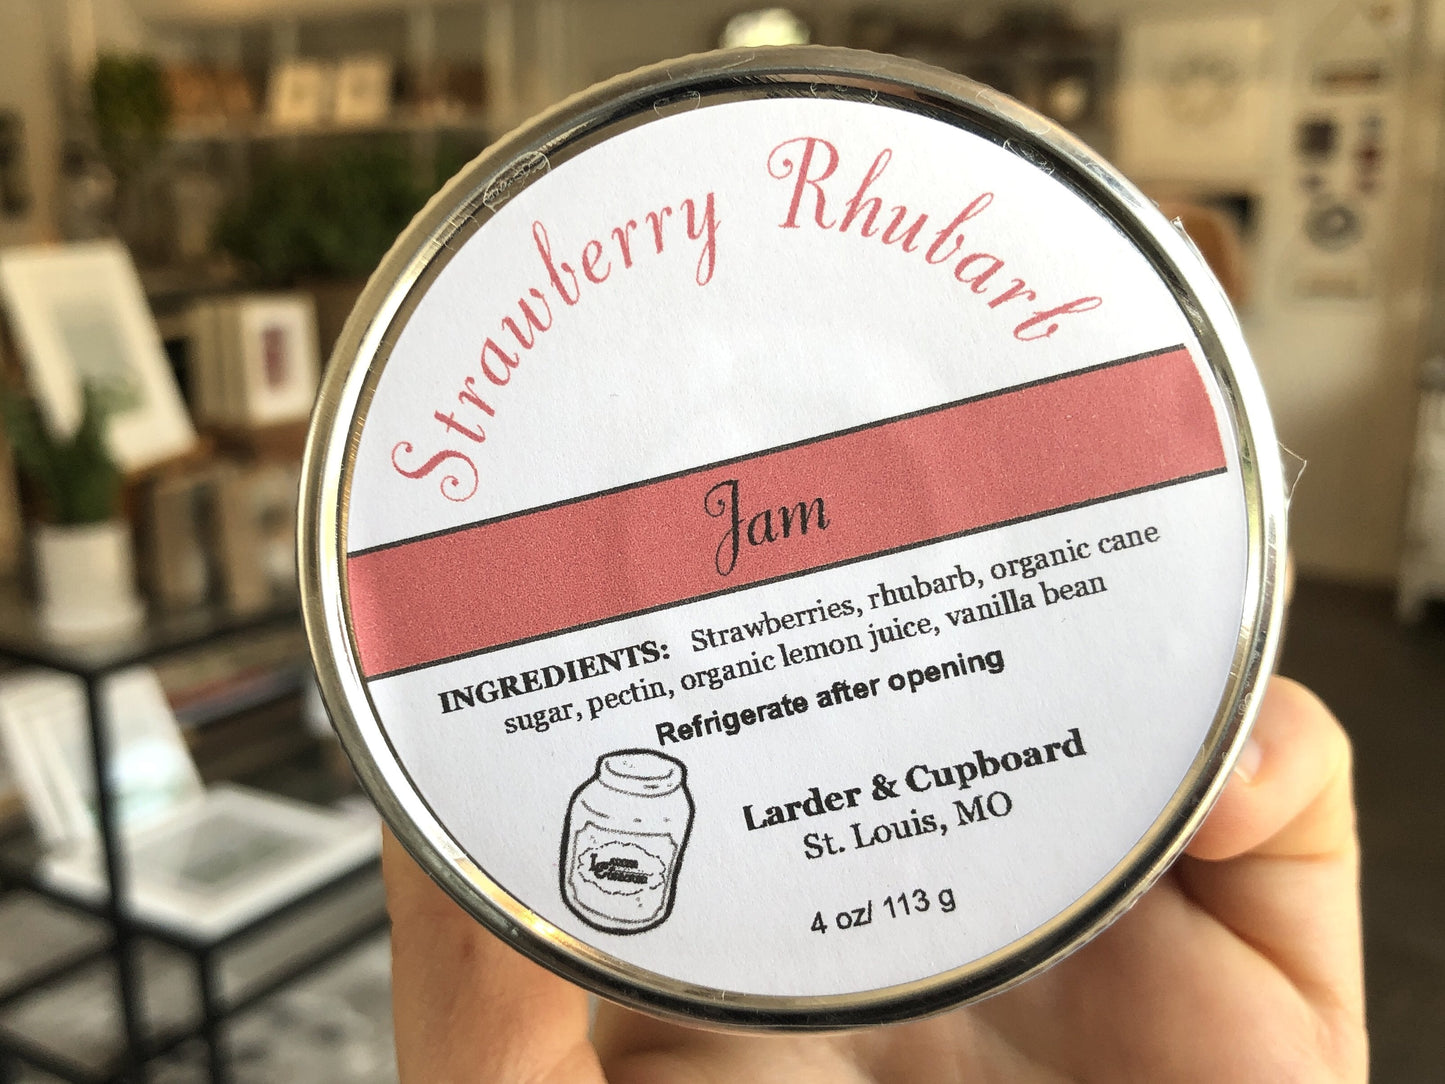 Strawberry Rhubarb
Jam
INGREDIENTS: Strawberries, rhubarb, organic cane
sugar, pectin, organic lemon juice, vanilla bean
Refrigerate after opening
Larder & Cupboard
St. Louis, MO
4 oz/ 113 g